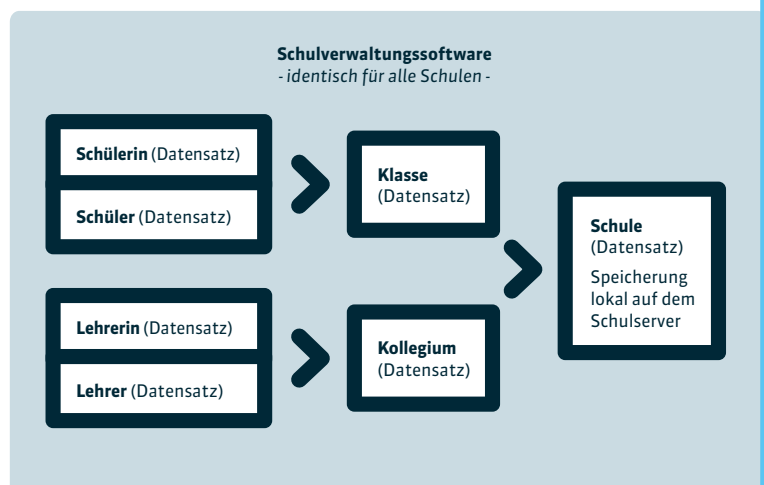 Schulverwaltungssoftware
- identisch für alle Schulen -
Schülerin (Datensatz)
Schüler (Datensatz)
Klasse
(Datensatz)
Lehrerin (Datensatz)
Lehrer (Datensatz)
Kollegium
(Datensatz)
Schule
(Datensatz)
Speicherung
lokal auf dem
Schulserver